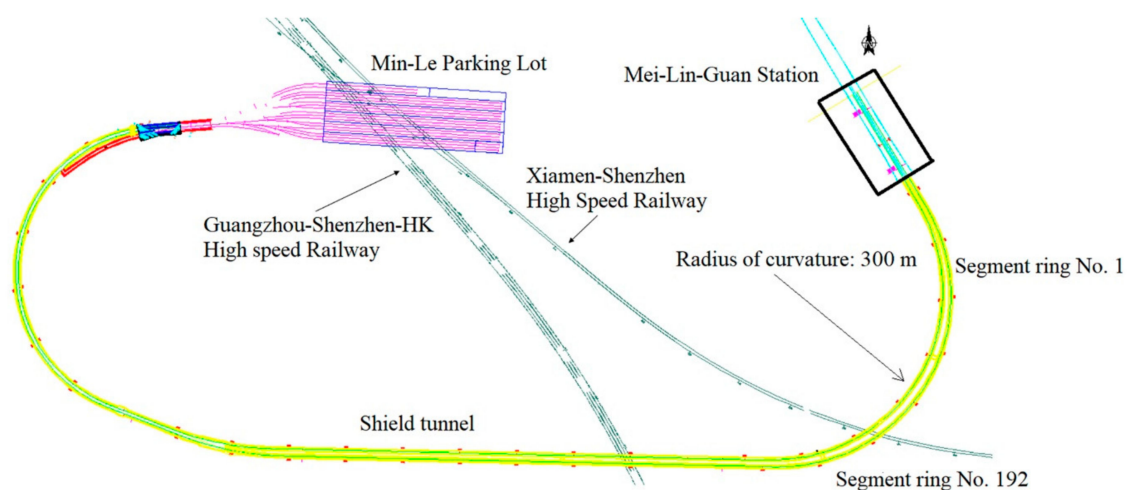 Min-Le Parking Lot
Mei-Lin-Guan Station
Xiamen-Shenzhen
High Speed Railway
Guangzhou-Shenzhen-HK
High speed Railway
Radius of curvature: 300 m
Segment ring No. 1
Shield tunnel
Segment ring No. 192